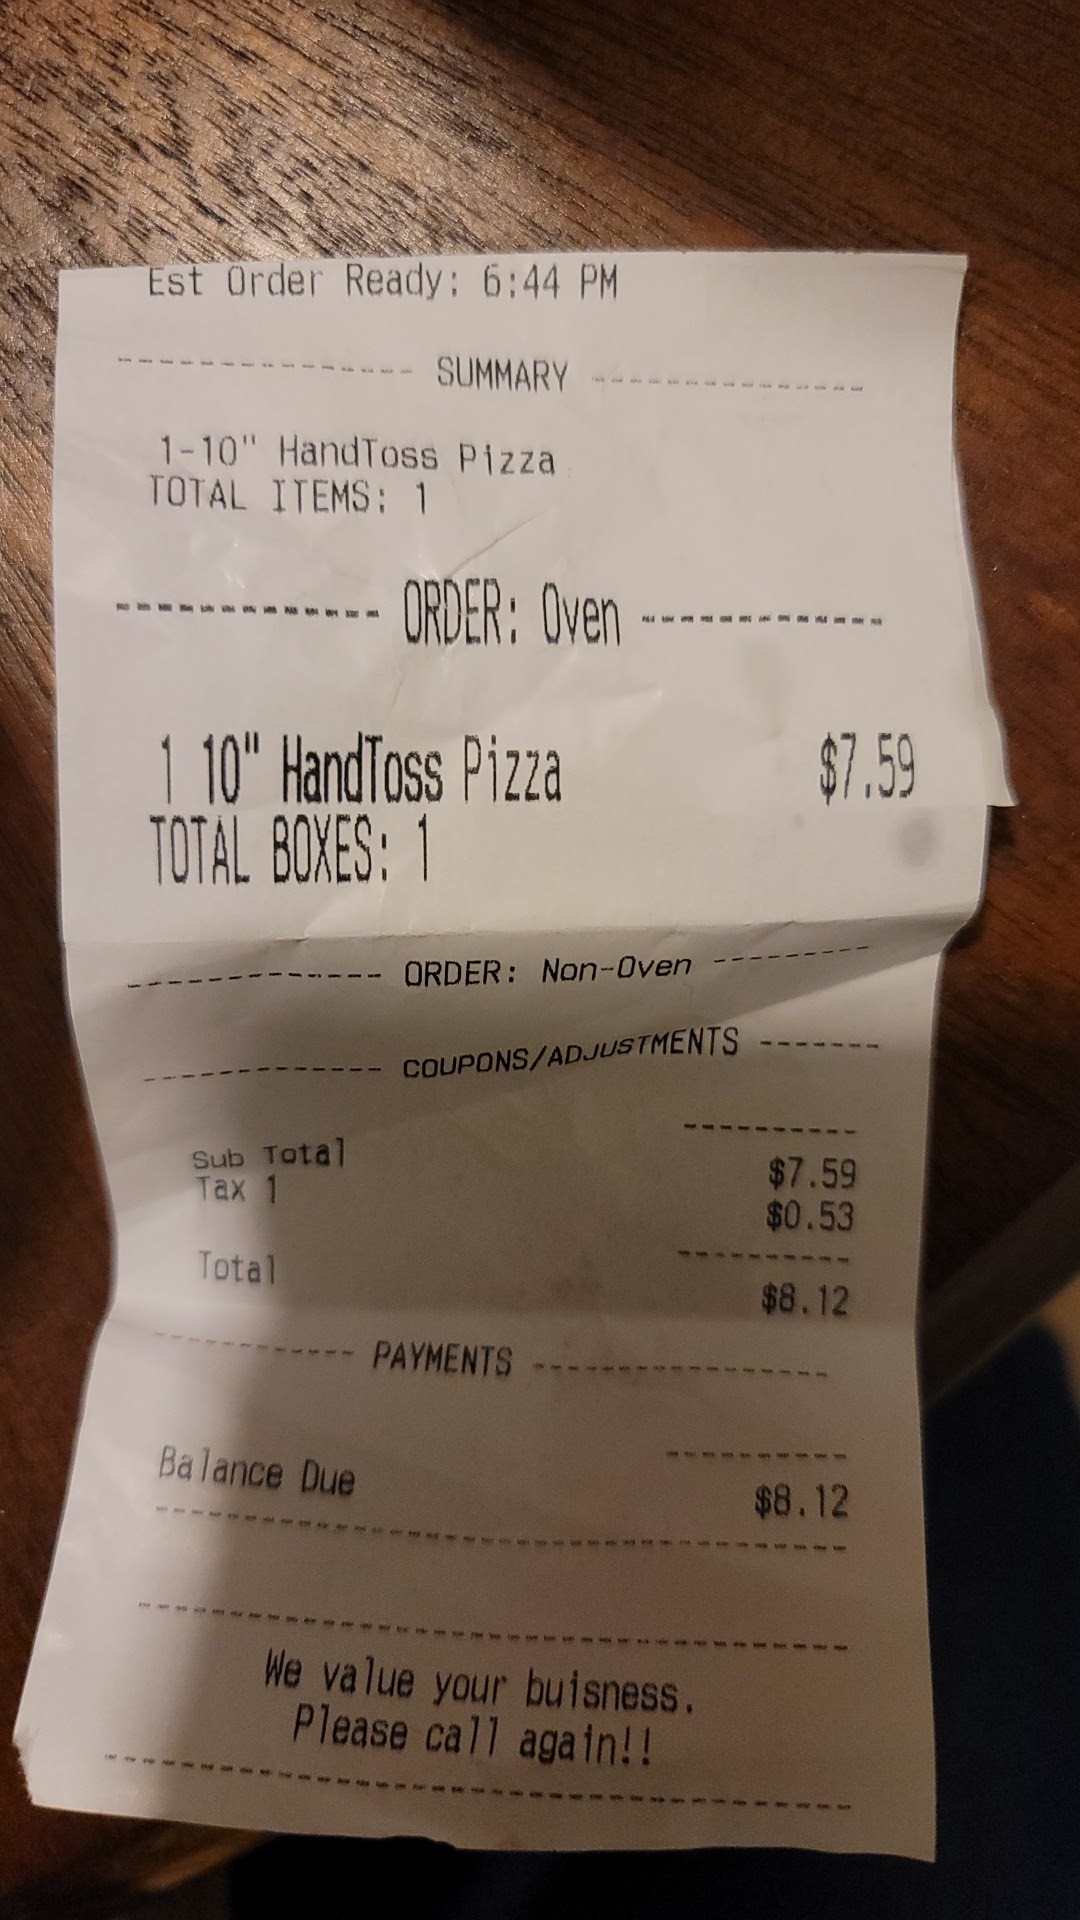 Est Order Ready: 6:44 PM
--------------- SUMMARY ----------------
1-10" HandToss Pizza
TOTAL ITEMS: 1
------------- ORDER: Oven -------------
1 10" HandToss Pizza $7.59
TOTAL BOXES: 1
------------- ORDER: Non-Oven ---------
------------ COUPONS/ADJUSTMENTS -------
----------
Sub Total $7.59
Tax 1 $0.53
----------
Total $8.12
----------- PAYMENTS -----------------
----------
Balance Due $8.12
----------------------------------------
----------------------------------------
We value your buisness.
Please call again!!
----------------------------------------